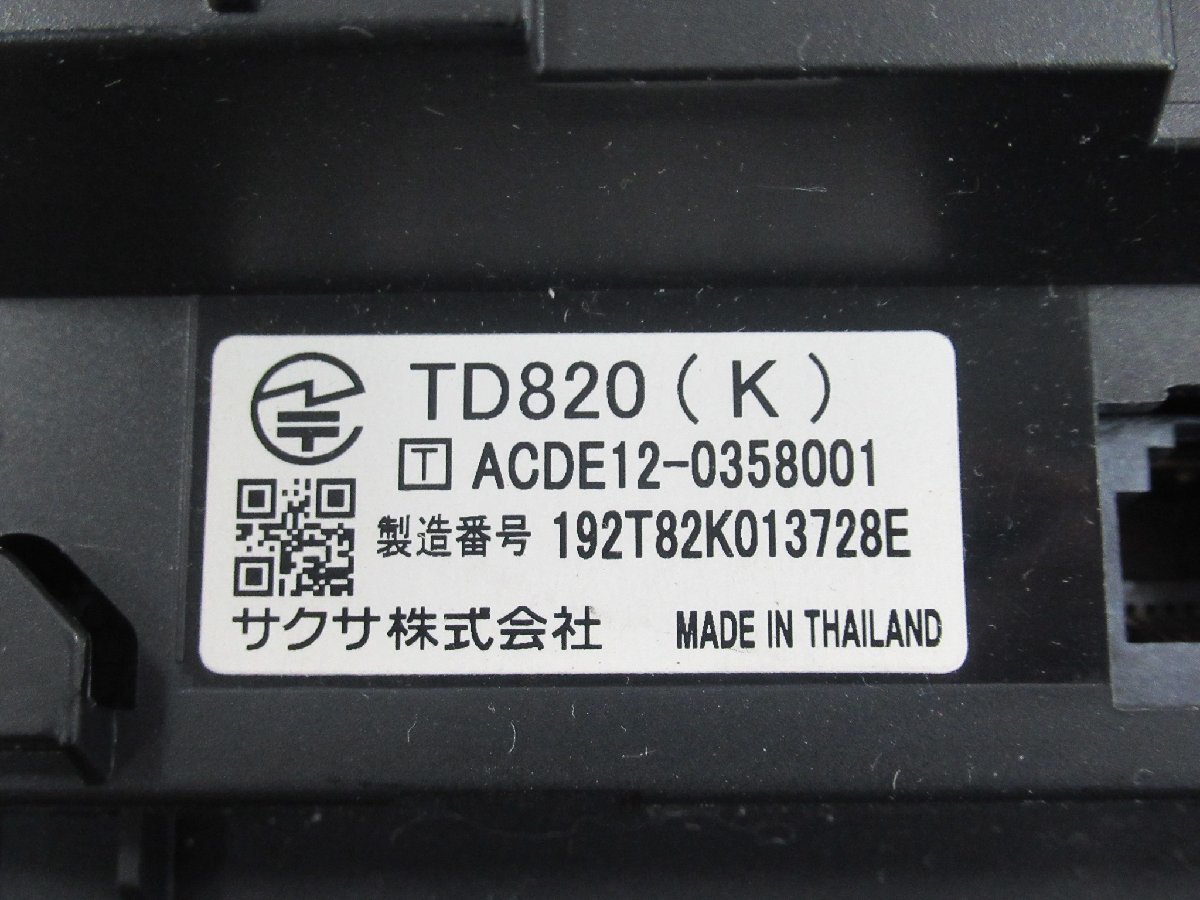 TD820(K)
T ACDE12-0358001
製造番号 192T82K013728E
サクサ株式会社 MADE IN THAILAND